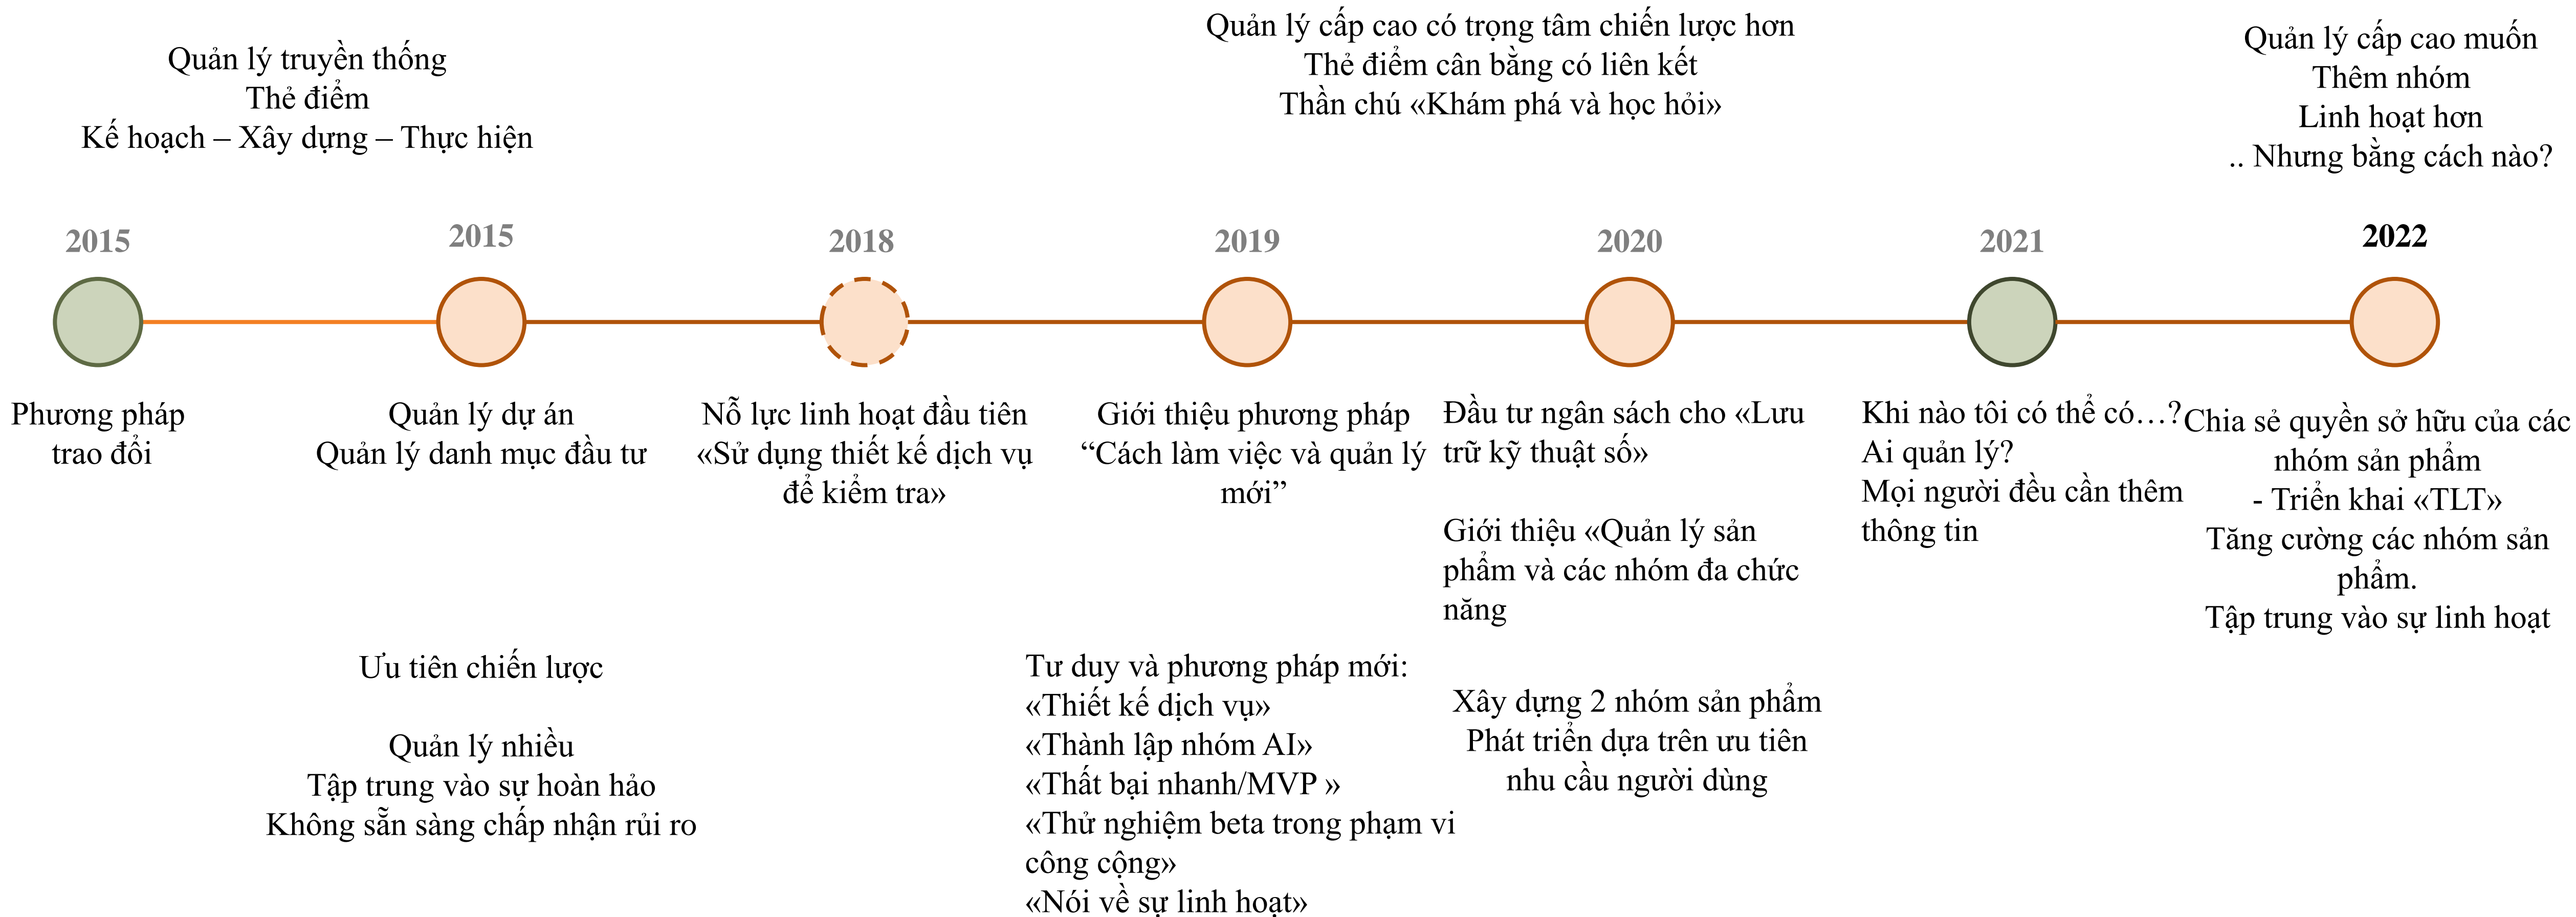 Quản lý truyền thống
Thẻ điểm
Kế hoạch – Xây dựng – Thực hiện
Quản lý cấp cao có trọng tâm chiến lược hơn
Thẻ điểm cân bằng có liên kết
Thần chú «Khám phá và học hỏi»
Quản lý cấp cao muốn
Thêm nhóm
Linh hoạt hơn
.. Nhưng bằng cách nào?
2015
2015
2018
2019
2020
2021
2022
Phương pháp
trao đổi
Quản lý dự án
Quản lý danh mục đầu tư
Nỗ lực linh hoạt đầu tiên
«Sử dụng thiết kế dịch vụ
để kiểm tra»
Giới thiệu phương pháp
“Cách làm việc và quản lý
mới”
Đầu tư ngân sách cho «Lưu
trữ kỹ thuật số»
Giới thiệu «Quản lý sản
phẩm và các nhóm đa chức
năng
Khi nào tôi có thể có…?
Ai quản lý?
Mọi người đều cần thêm
thông tin
Chia sẻ quyền sở hữu của các
nhóm sản phẩm
- Triển khai «TLT»
Tăng cường các nhóm sản
phẩm.
Tập trung vào sự linh hoạt
Ưu tiên chiến lược
Quản lý nhiều
Tập trung vào sự hoàn hảo
Không sẵn sàng chấp nhận rủi ro
Tư duy và phương pháp mới:
«Thiết kế dịch vụ»
«Thành lập nhóm AI»
«Thất bại nhanh/MVP »
«Thử nghiệm beta trong phạm vi
công cộng»
«Nói về sự linh hoạt»
Xây dựng 2 nhóm sản phẩm
Phát triển dựa trên ưu tiên
nhu cầu người dùng